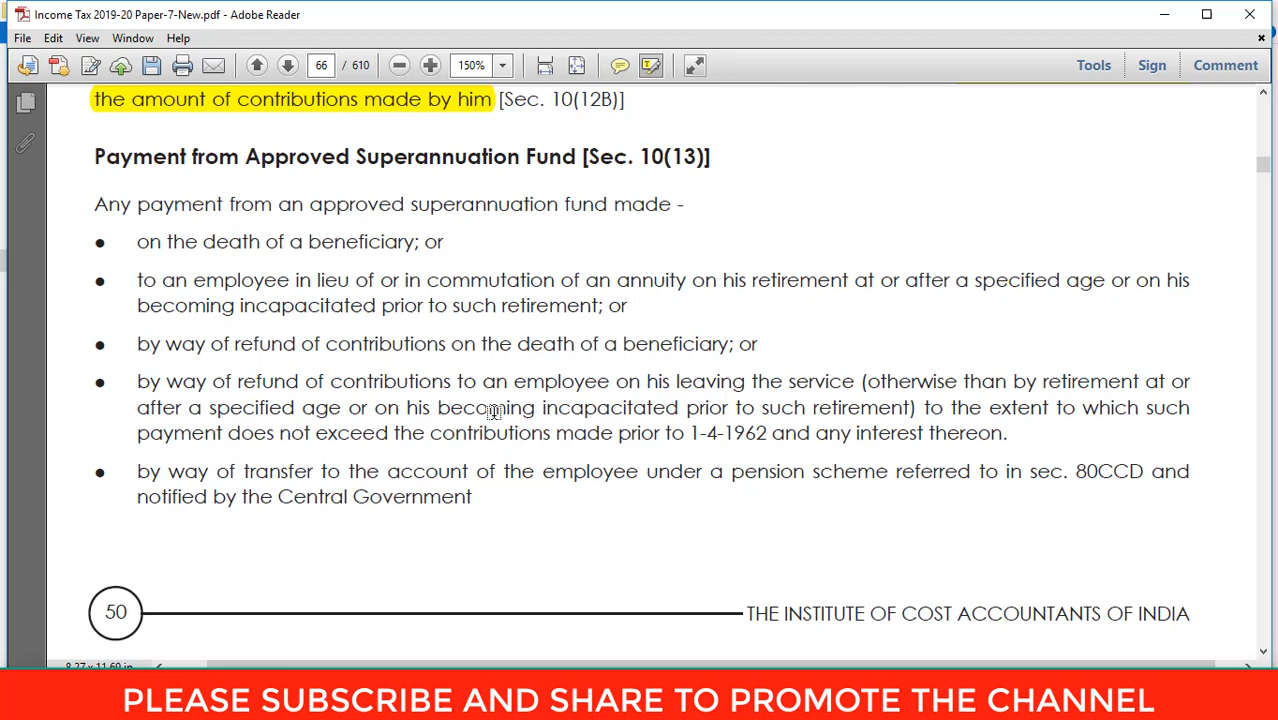 Income Tax 2019-20 Paper-7-New.pdf - Adobe Reader
File Edit View Window Help
66 / 610 150% Tools Sign Comment
the amount of contributions made by him [Sec. 10(12B)]
Payment from Approved Superannuation Fund [Sec. 10(13)]
Any payment from an approved superannuation fund made -
● on the death of a beneficiary; or
● to an employee in lieu of or in commutation of an annuity on his retirement at or after a specified age or on his
becoming incapacitated prior to such retirement; or
● by way of refund of contributions on the death of a beneficiary; or
● by way of refund of contributions to an employee on his leaving the service (otherwise than by retirement at or
after a specified age or on his becoming incapacitated prior to such retirement) to the extent to which such
payment does not exceed the contributions made prior to 1-4-1962 and any interest thereon.
● by way of transfer to the account of the employee under a pension scheme referred to in sec. 80CCD and
notified by the Central Government
50 THE INSTITUTE OF COST ACCOUNTANTS OF INDIA
8.27 x 11.69 in
PLEASE SUBSCRIBE AND SHARE TO PROMOTE THE CHANNEL